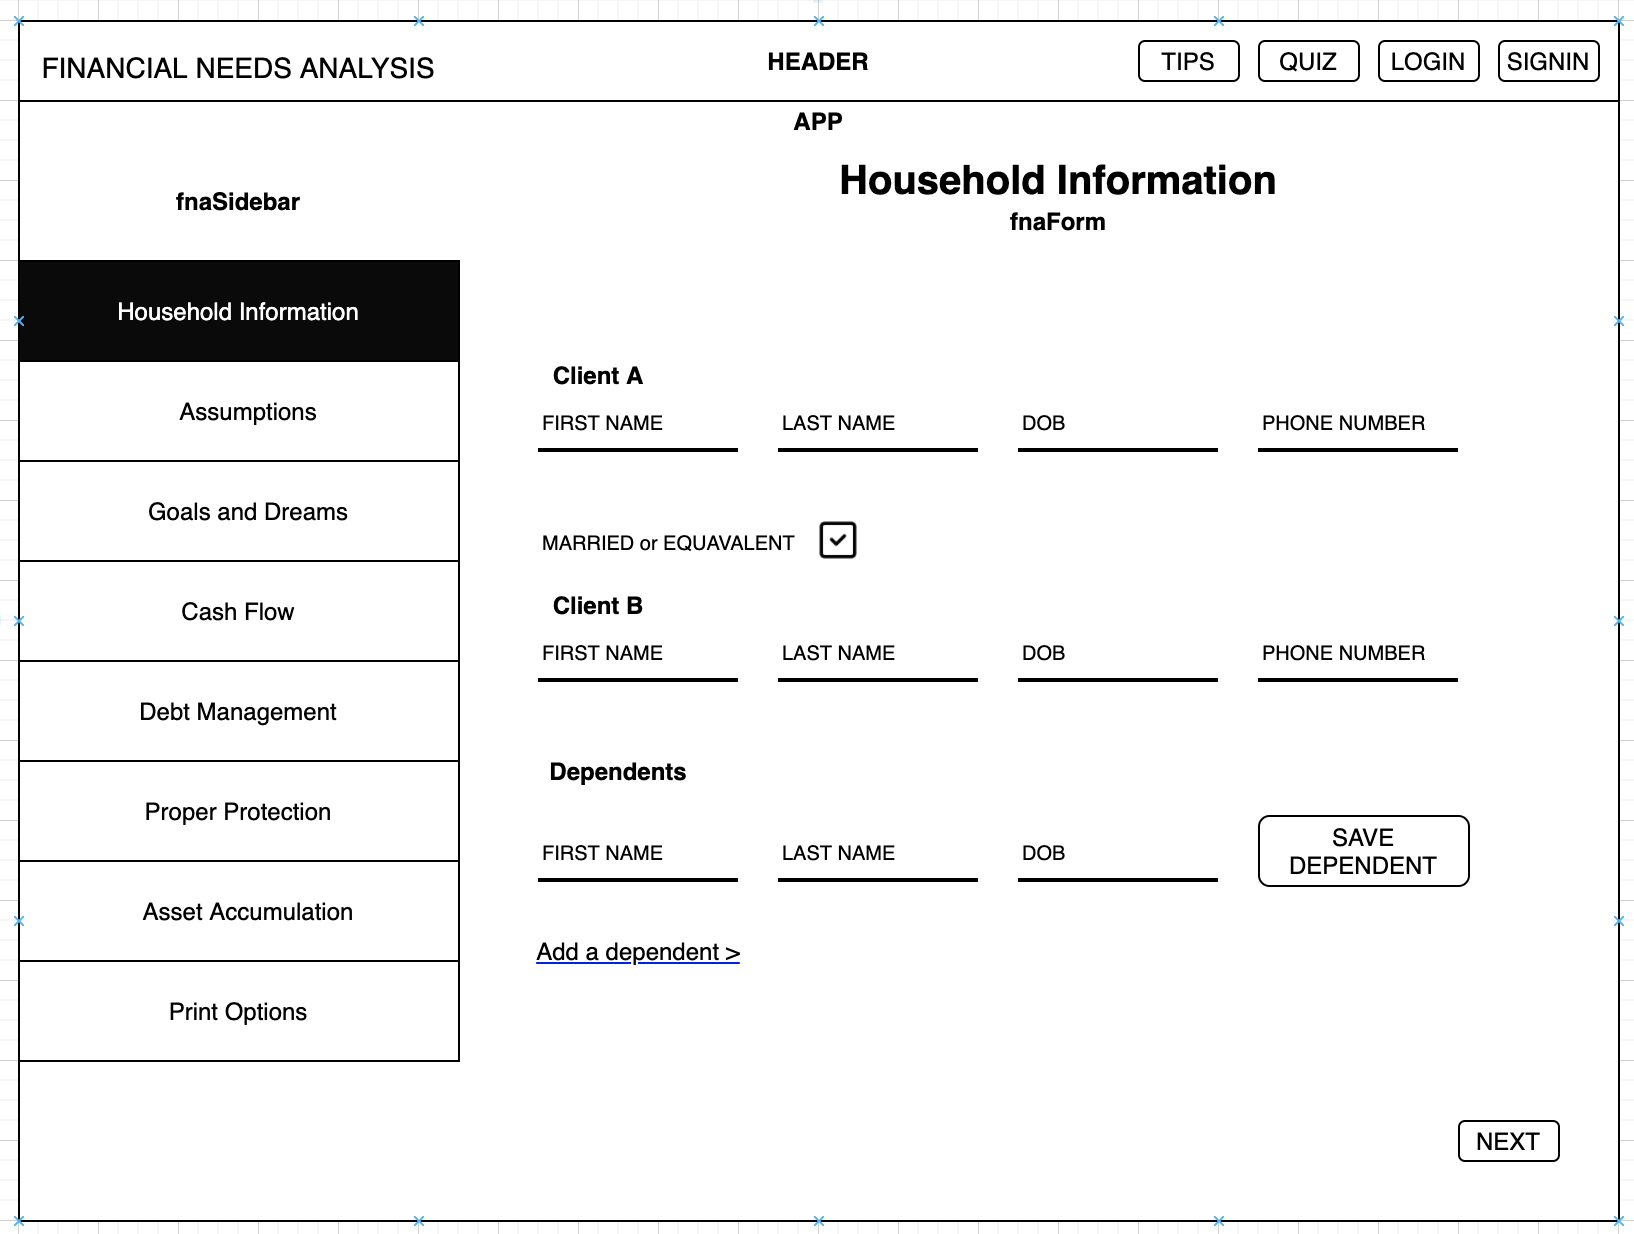 FINANCIAL NEEDS ANALYSIS
HEADER
TIPS
QUIZ
LOGIN
SIGNIN
APP
fnaSidebar
Household Information
Assumptions
Goals and Dreams
Cash Flow
Debt Management
Proper Protection
Asset Accumulation
Print Options
Household Information
fnaForm
Client A
FIRST NAME
LAST NAME
DOB
PHONE NUMBER
MARRIED or EQUAVALENT
Client B
FIRST NAME
LAST NAME
DOB
PHONE NUMBER
Dependents
FIRST NAME
LAST NAME
DOB
SAVE
DEPENDENT
Add a dependent >
NEXT